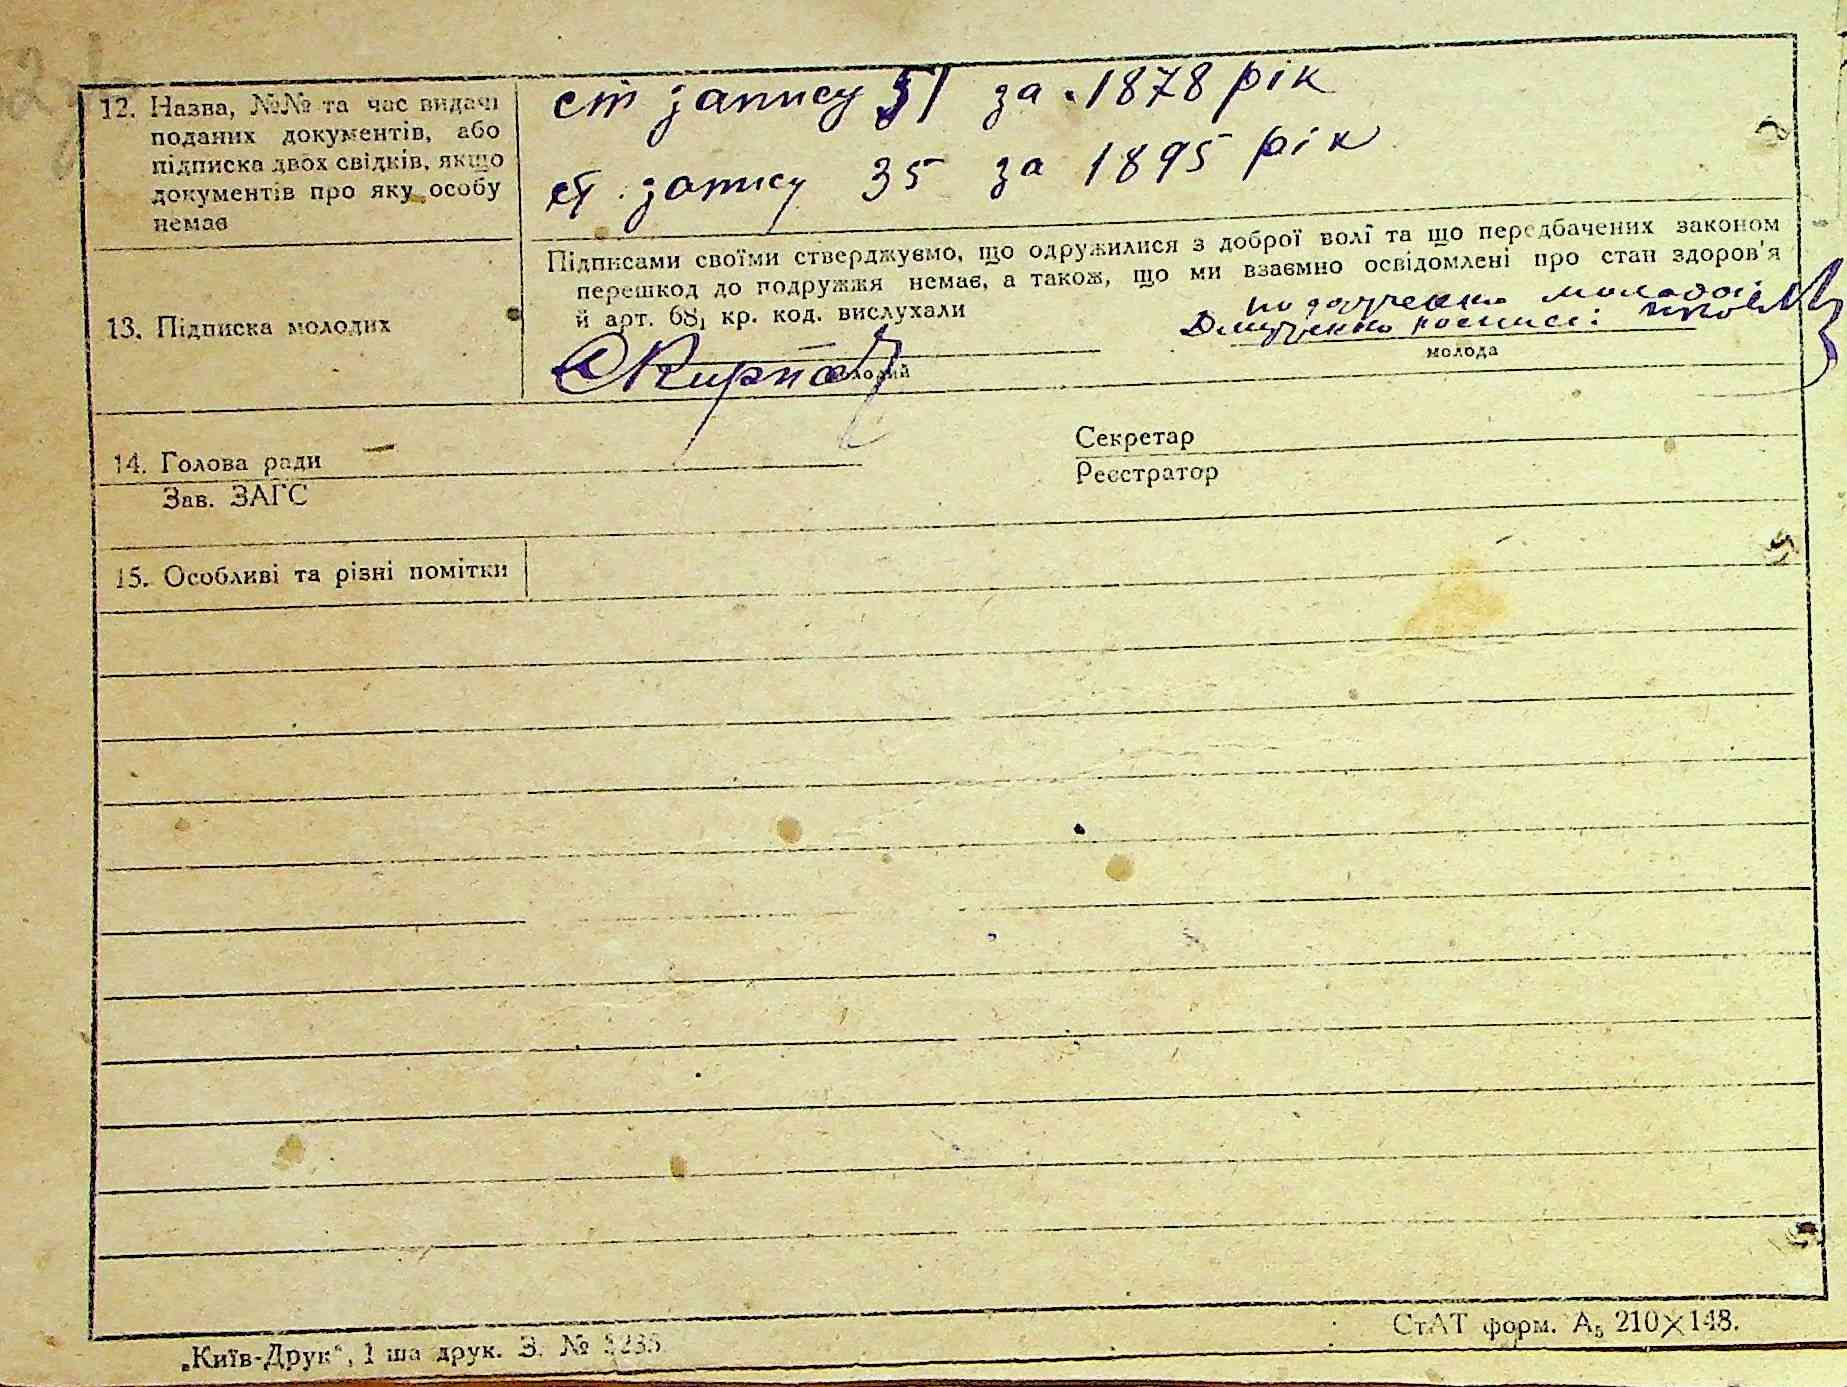 12. Назва, №№ та час видачі
поданих документів, або
підписка двох свідків, якщо
документів про яку особу
немає
ст запису 51 за 1878 рік
ст. запису 35 за 1895 рік
13. Підписка молодих
Підписами своїми стверджуємо, що одружилися з доброї волі та що передбачених законом
перешкод до подружжя немає, а також, що ми взаємно освідомлені про стан здоров'я
й арт. 68, кр. код. вислухали
молодий
молодої
молода
14. Голова ради
Зав. ЗАГС
Секретар
Реєстратор
15. Особливі та різні помітки
„Київ-Друк“, 1 ша друк. З. №
СтАТ форм. А5 210×148.